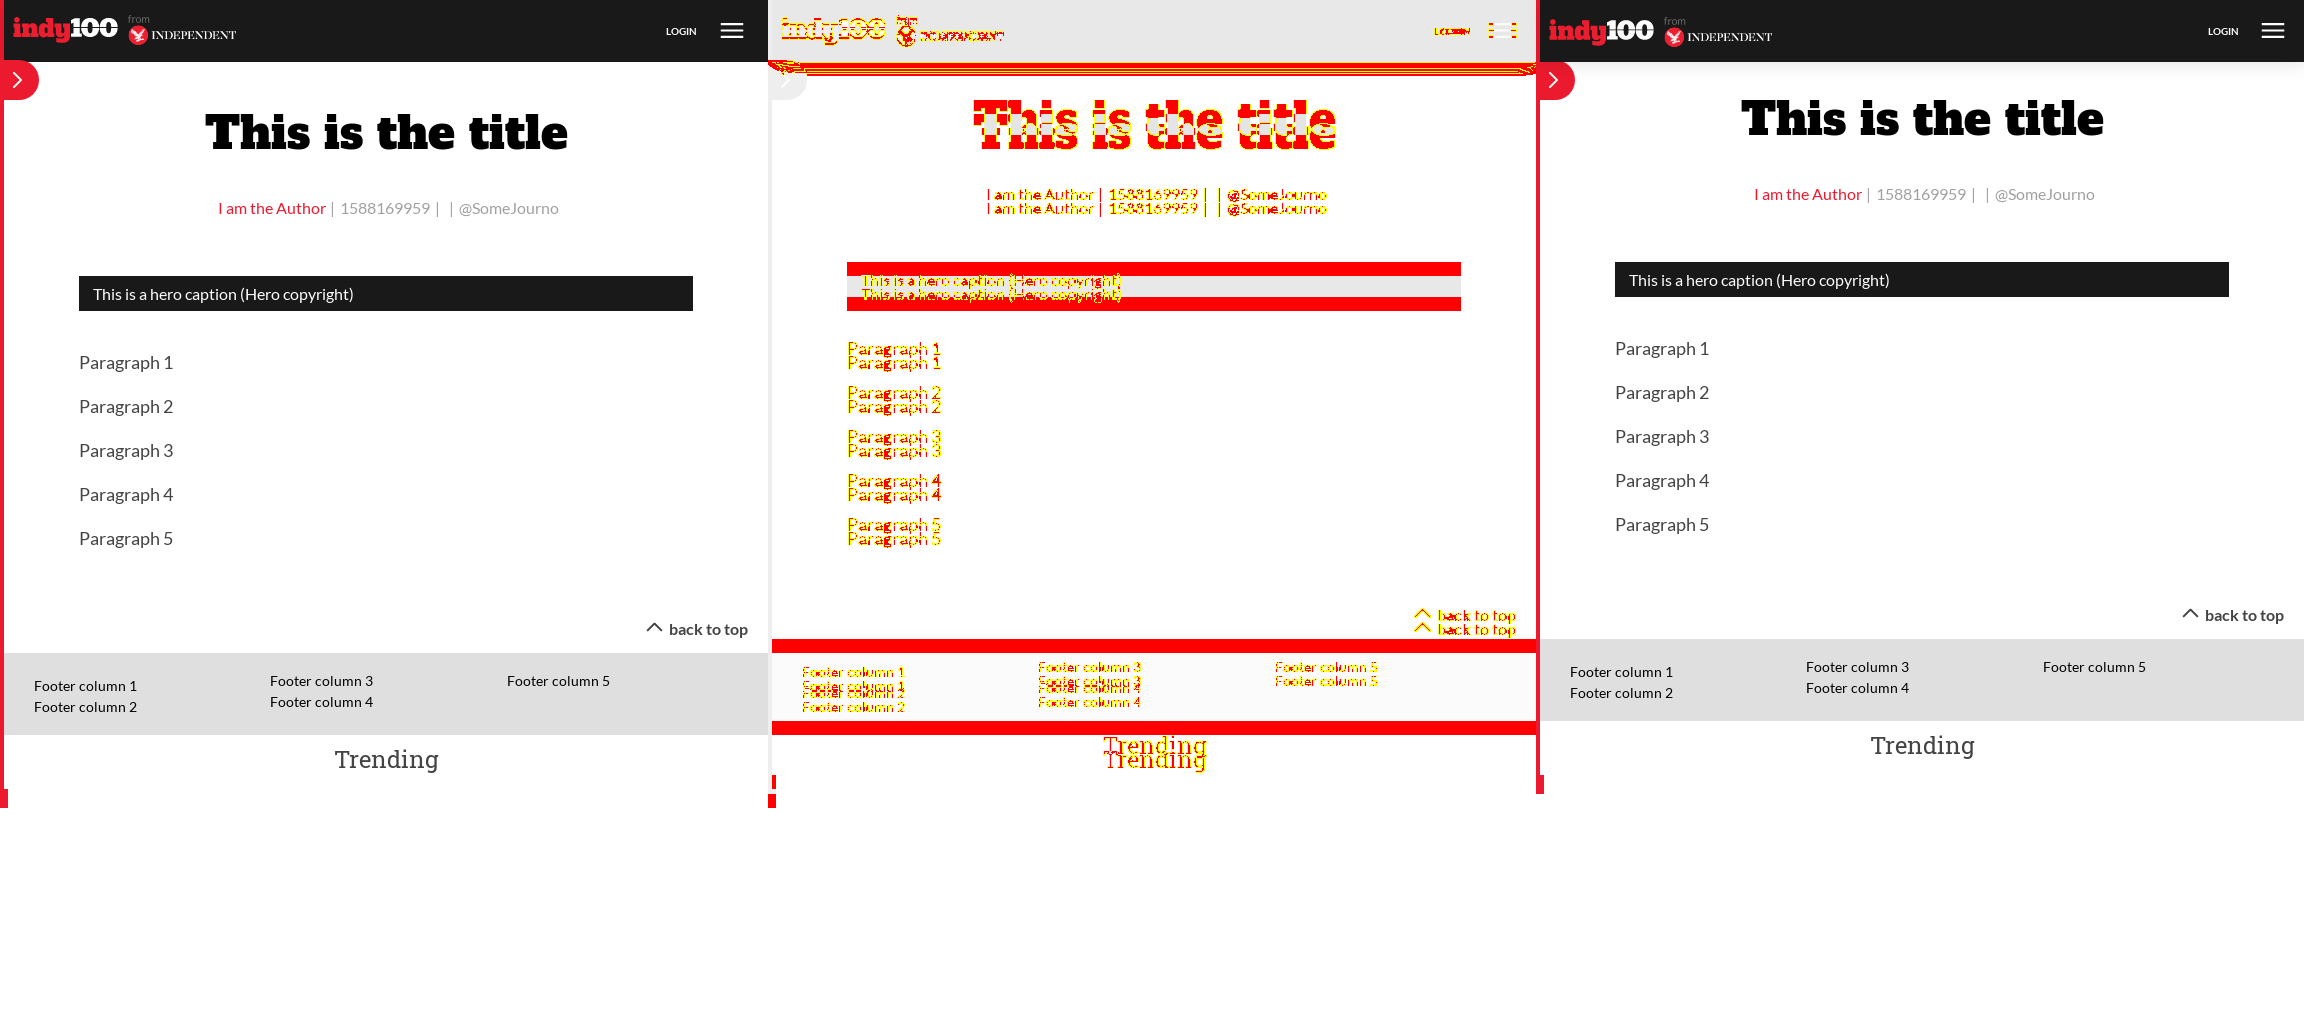 indy100 from INDEPENDENT
LOGIN
This is the title
I am the Author | 1588169959 | | @SomeJourno
This is a hero caption (Hero copyright)
Paragraph 1
Paragraph 2
Paragraph 3
Paragraph 4
Paragraph 5
back to top
Footer column 1
Footer column 2
Footer column 3
Footer column 4
Footer column 5
Trending
indy100
LOGIN
This is the title
I am the Author | 1588169959 | | @SomeJourno
I am the Author | 1588169959 | | @SomeJourno
This is a hero caption (Hero copyright)
This is a hero caption (Hero copyright)
Paragraph 1
Paragraph 1
Paragraph 2
Paragraph 2
Paragraph 3
Paragraph 3
Paragraph 4
Paragraph 4
Paragraph 5
Paragraph 5
back to top
back to top
Footer column 1
Footer column 1
Footer column 2
Footer column 2
Footer column 3
Footer column 3
Footer column 4
Footer column 4
Footer column 5
Footer column 5
Trending
Trending
indy100 from INDEPENDENT
LOGIN
This is the title
I am the Author | 1588169959 | | @SomeJourno
This is a hero caption (Hero copyright)
Paragraph 1
Paragraph 2
Paragraph 3
Paragraph 4
Paragraph 5
back to top
Footer column 1
Footer column 2
Footer column 3
Footer column 4
Footer column 5
Trending